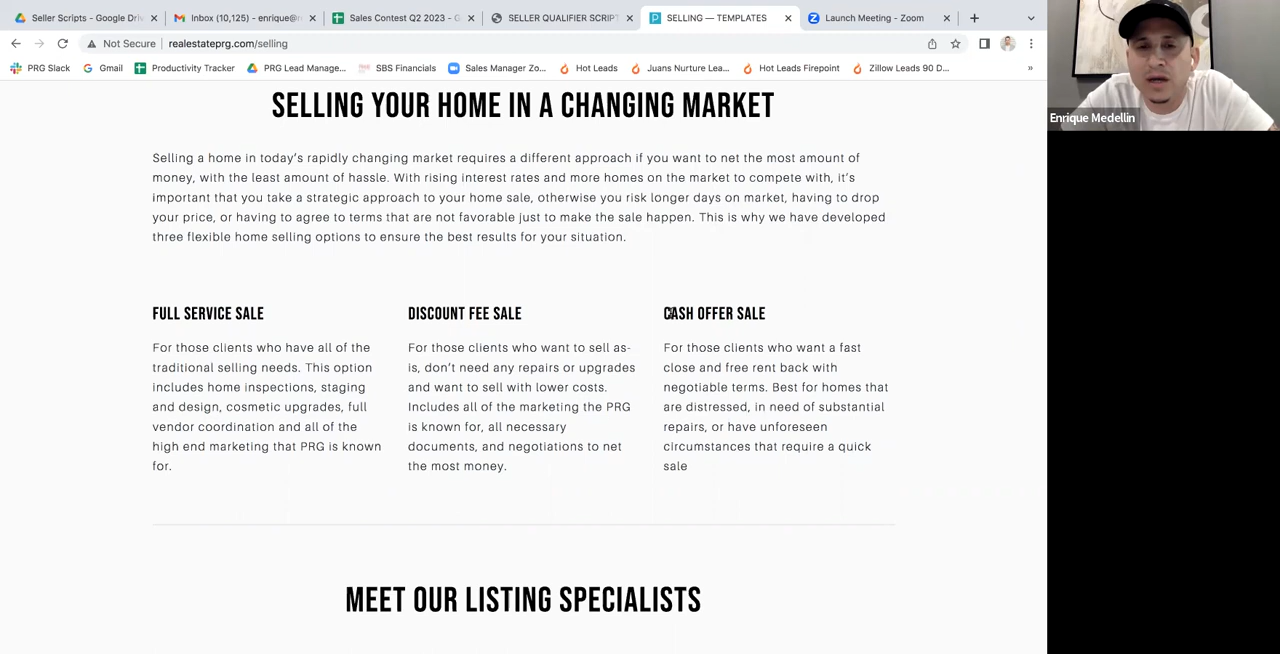 Seller Scripts - Google Driv
Inbox (10,125) - enrique@r
Sales Contest Q2 2023 - G
SELLER QUALIFIER SCRIPT
SELLING — TEMPLATES
Launch Meeting - Zoom
Not Secure
realestateprg.com/selling
PRG Slack
Gmail
Productivity Tracker
PRG Lead Manage...
SBS Financials
Sales Manager Zo...
Hot Leads
Juans Nurture Lea...
Hot Leads Firepoint
Zillow Leads 90 D...
»
Enrique Medellin
SELLING YOUR HOME IN A CHANGING MARKET
Selling a home in today's rapidly changing market requires a different approach if you want to net the most amount of
money, with the least amount of hassle. With rising interest rates and more homes on the market to compete with, it's
important that you take a strategic approach to your home sale, otherwise you risk longer days on market, having to drop
your price, or having to agree to terms that are not favorable just to make the sale happen. This is why we have developed
three flexible home selling options to ensure the best results for your situation.
FULL SERVICE SALE
For those clients who have all of the
traditional selling needs. This option
includes home inspections, staging
and design, cosmetic upgrades, full
vendor coordination and all of the
high end marketing that PRG is known
for.
DISCOUNT FEE SALE
For those clients who want to sell as-
is, don't need any repairs or upgrades
and want to sell with lower costs.
Includes all of the marketing the PRG
is known for, all necessary
documents, and negotiations to net
the most money.
CASH OFFER SALE
For those clients who want a fast
close and free rent back with
negotiable terms. Best for homes that
are distressed, in need of substantial
repairs, or have unforeseen
circumstances that require a quick
sale
MEET OUR LISTING SPECIALISTS